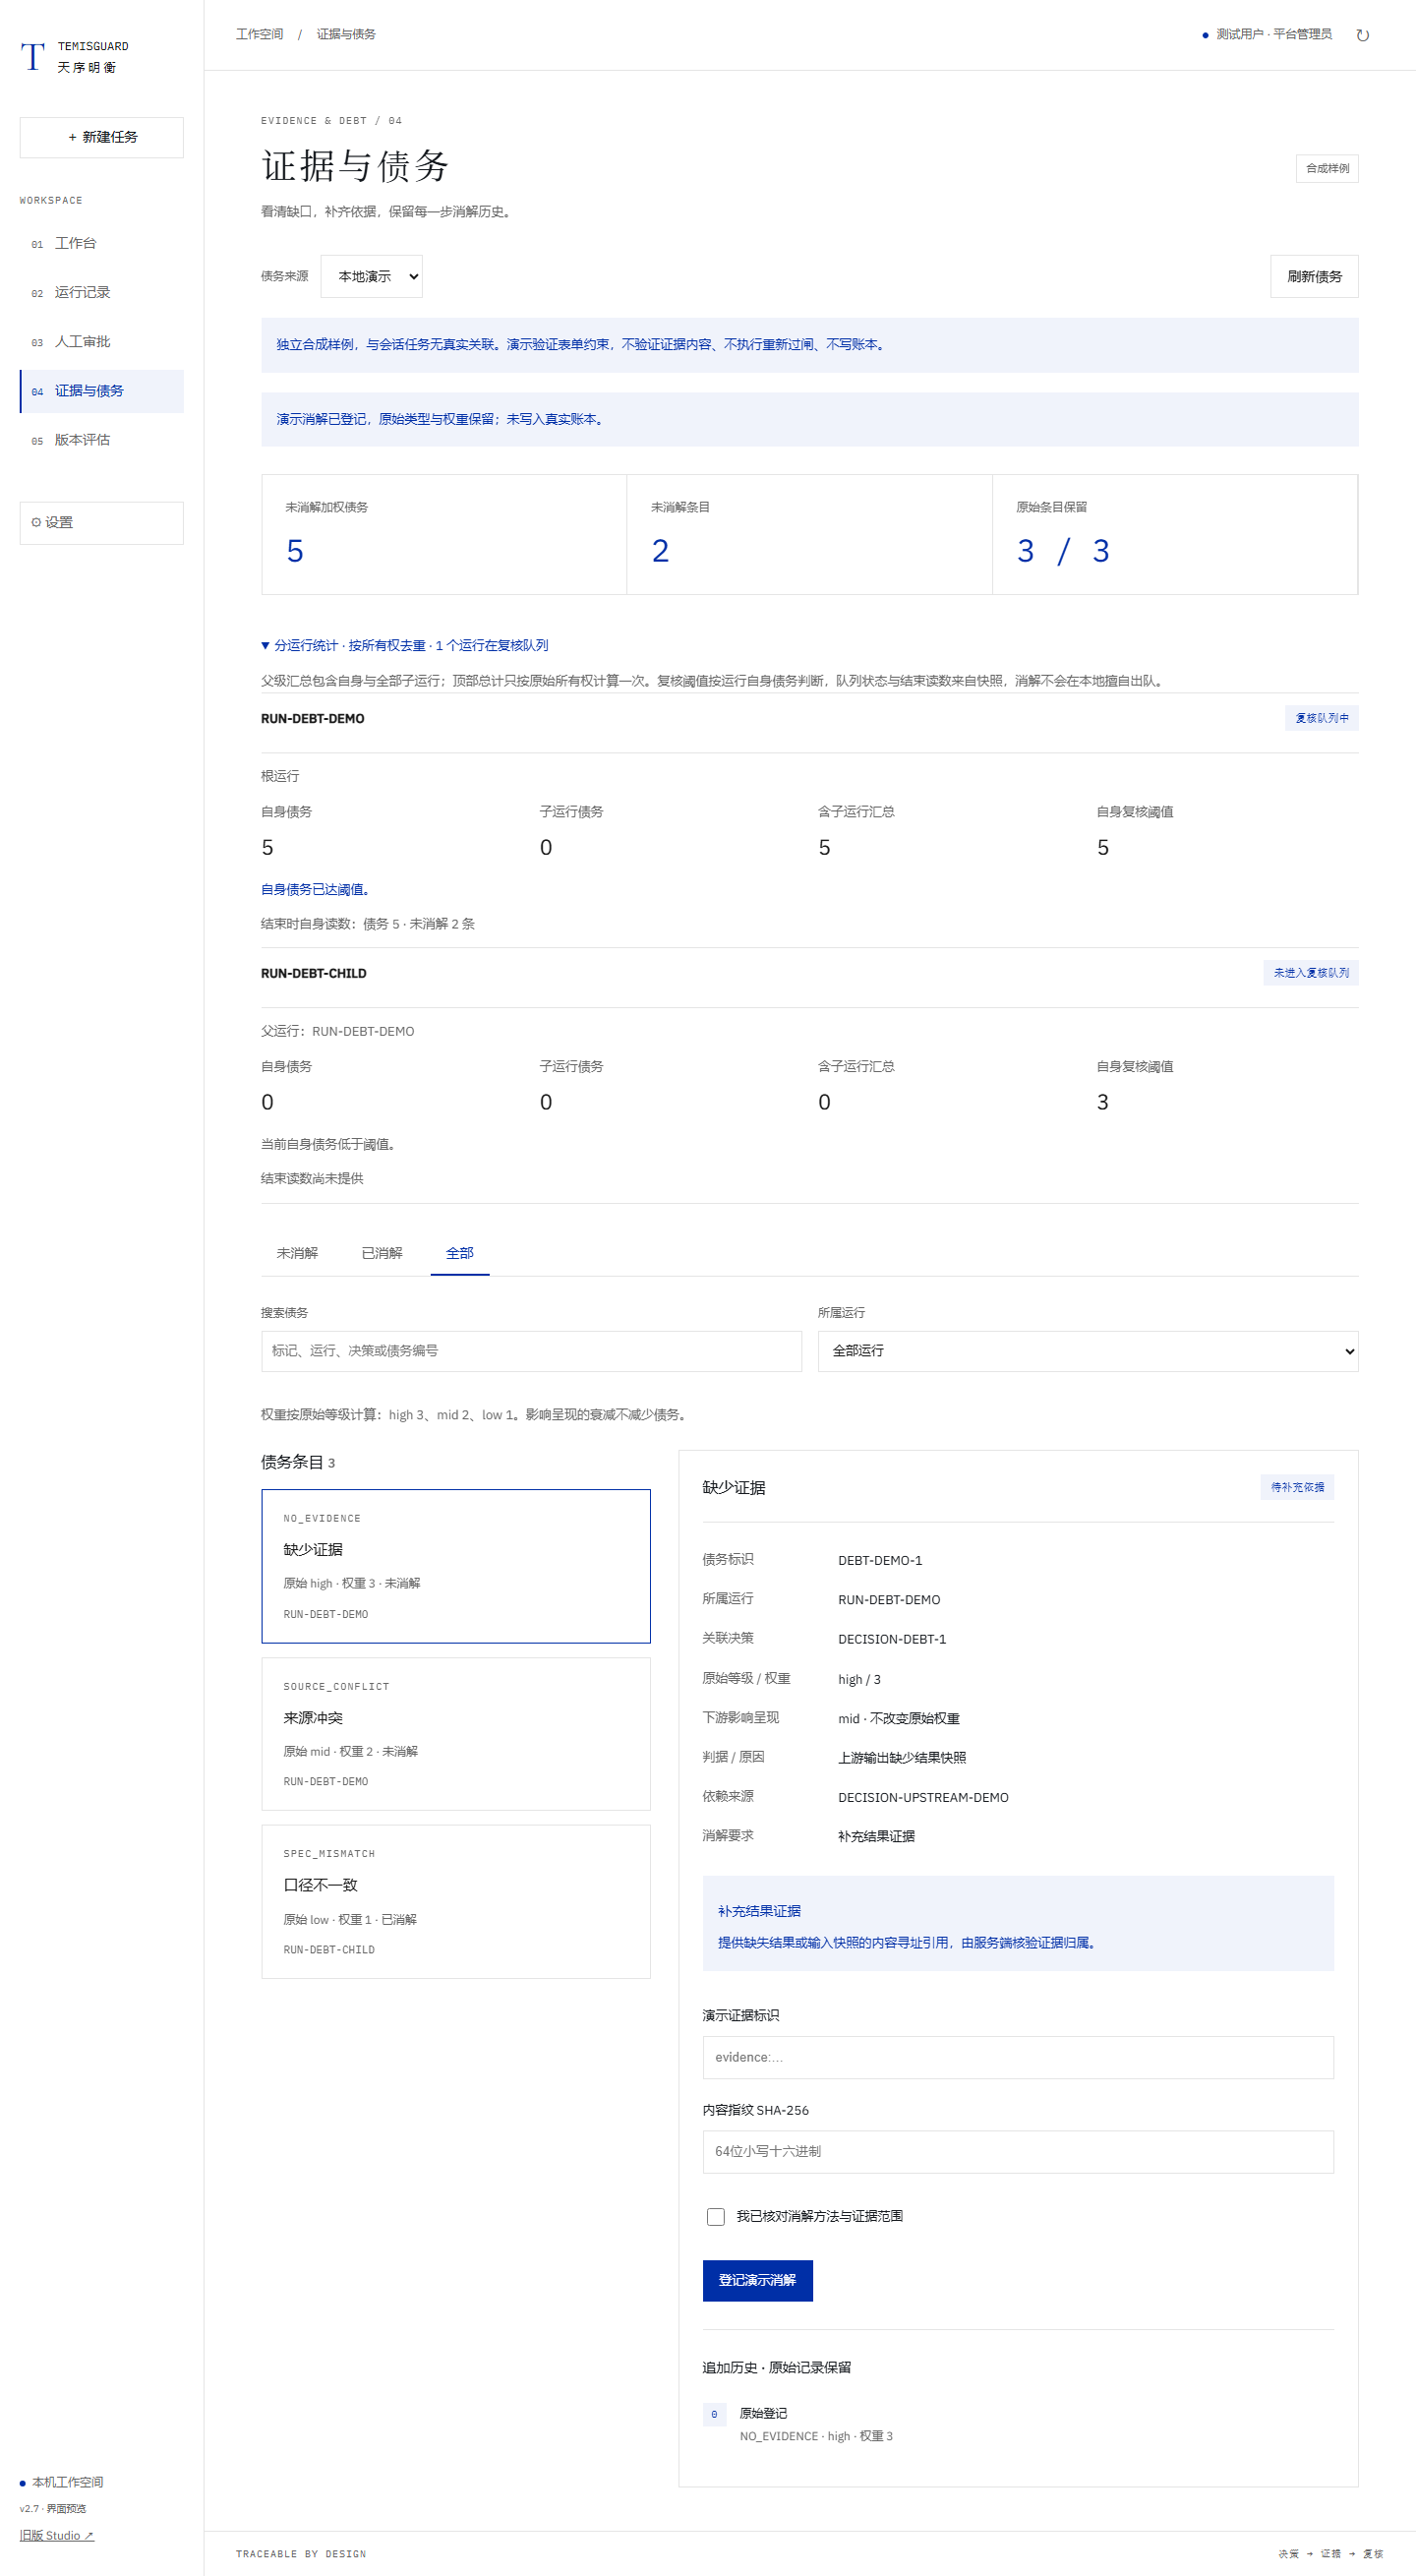 T
TEMISGUARD
天序明衡
+ 新建任务
WORKSPACE
01 工作台
02 运行记录
03 人工审批
04 证据与债务
05 版本评估
⚙ 设置
本机工作空间
v2.7 · 界面预览
旧版 Studio ↗
工作空间 / 证据与债务
测试用户 · 平台管理员 ↻
EVIDENCE & DEBT / 04
证据与债务
合成样例
看清缺口，补齐依据，保留每一步消解历史。
债务来源 本地演示
刷新债务
独立合成样例，与会话任务无真实关联。演示验证表单约束，不验证证据内容、不执行重新过闸、不写账本。
演示消解已登记，原始类型与权重保留；未写入真实账本。
未消解加权债务
5
未消解条目
2
原始条目保留
3 / 3
▼ 分运行统计 · 按所有权去重 · 1 个运行在复核队列
父级汇总包含自身与全部子运行；顶部总计只按原始所有权计算一次。复核阈值按运行自身债务判断，队列状态与结束读数来自快照，消解不会在本地擅自出队。
RUN-DEBT-DEMO
复核队列中
根运行
自身债务 子运行债务 含子运行汇总 自身复核阈值
5 0 5 5
自身债务已达阈值。
结束时自身读数：债务 5 · 未消解 2 条
RUN-DEBT-CHILD
未进入复核队列
父运行：RUN-DEBT-DEMO
自身债务 子运行债务 含子运行汇总 自身复核阈值
0 0 0 3
当前自身债务低于阈值。
结束读数尚未提供
未消解 已消解 全部
搜索债务
标记、运行、决策或债务编号
所属运行
全部运行
权重按原始等级计算：high 3、mid 2、low 1。影响呈现的衰减不减少债务。
债务条目 3
NO_EVIDENCE
缺少证据
原始 high · 权重 3 · 未消解
RUN-DEBT-DEMO
SOURCE_CONFLICT
来源冲突
原始 mid · 权重 2 · 未消解
RUN-DEBT-DEMO
SPEC_MISMATCH
口径不一致
原始 low · 权重 1 · 已消解
RUN-DEBT-CHILD
缺少证据
待补充依据
债务标识 DEBT-DEMO-1
所属运行 RUN-DEBT-DEMO
关联决策 DECISION-DEBT-1
原始等级 / 权重 high / 3
下游影响呈现 mid · 不改变原始权重
判据 / 原因 上游输出缺少结果快照
依赖来源 DECISION-UPSTREAM-DEMO
消解要求 补充结果证据
补充结果证据
提供缺失结果或输入快照的内容寻址引用，由服务端核验证据归属。
演示证据标识
evidence:...
内容指纹 SHA-256
64位小写十六进制
我已核对消解方法与证据范围
登记演示消解
追加历史 · 原始记录保留
0 原始登记
NO_EVIDENCE · high · 权重 3
TRACEABLE BY DESIGN
决策 → 证据 → 复核